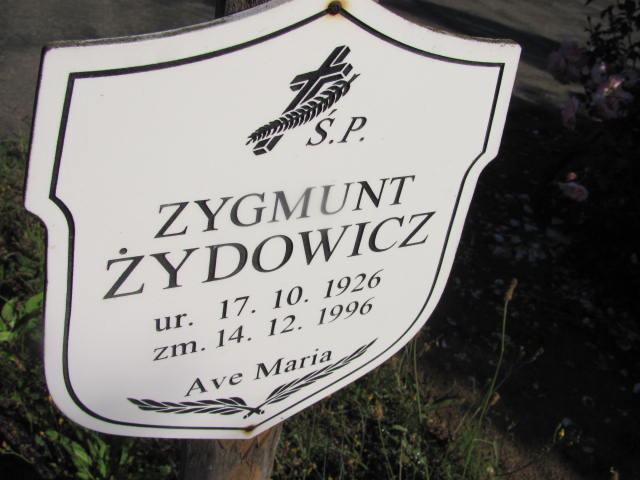 Ś.P.
ZYGMUNT
ŻYDOWICZ
ur. 17. 10. 1926
zm. 14. 12. 1996
Ave Maria